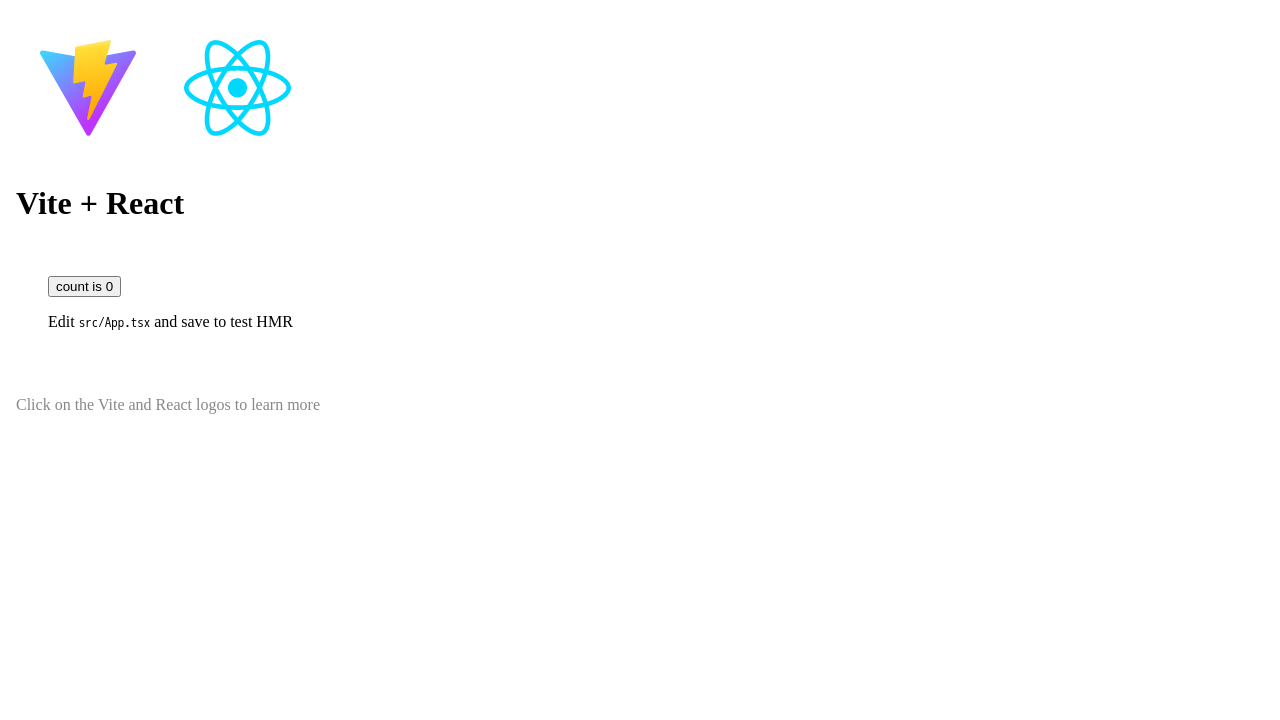 Vite + React
count is 0
Edit src/App.tsx and save to test HMR
Click on the Vite and React logos to learn more